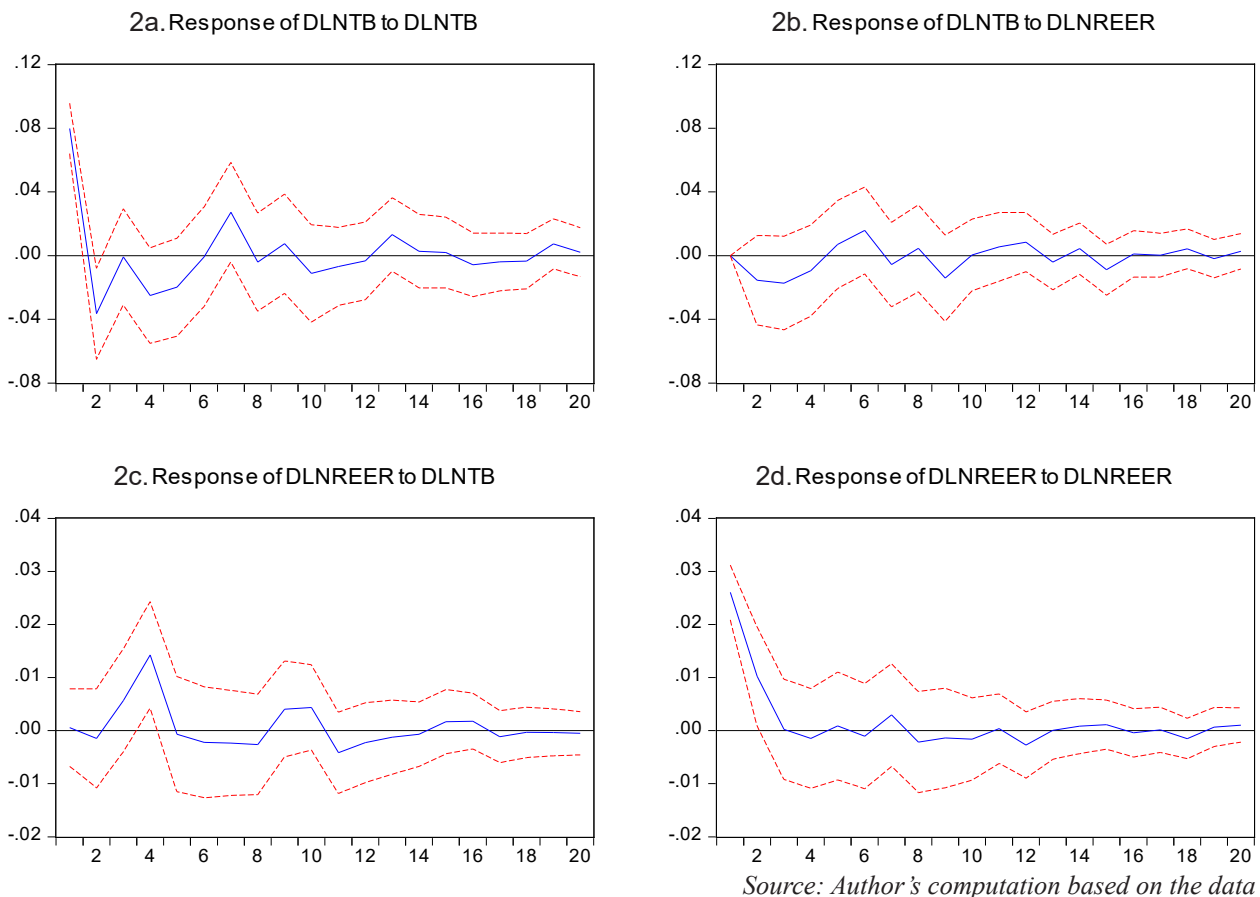 2a. Response of DLNTB to DLNTB
.12
.08
.04
.00
-.04
-.08
2 4 6 8 10 12 14 16 18 20
2b. Response of DLNTB to DLNREER
.12
.08
.04
.00
-.04
-.08
2 4 6 8 10 12 14 16 18 20
2c. Response of DLNREER to DLNTB
.04
.03
.02
.01
.00
-.01
-.02
2 4 6 8 10 12 14 16 18 20
2d. Response of DLNREER to DLNREER
.04
.03
.02
.01
.00
-.01
-.02
2 4 6 8 10 12 14 16 18 20
Source: Author’s computation based on the data